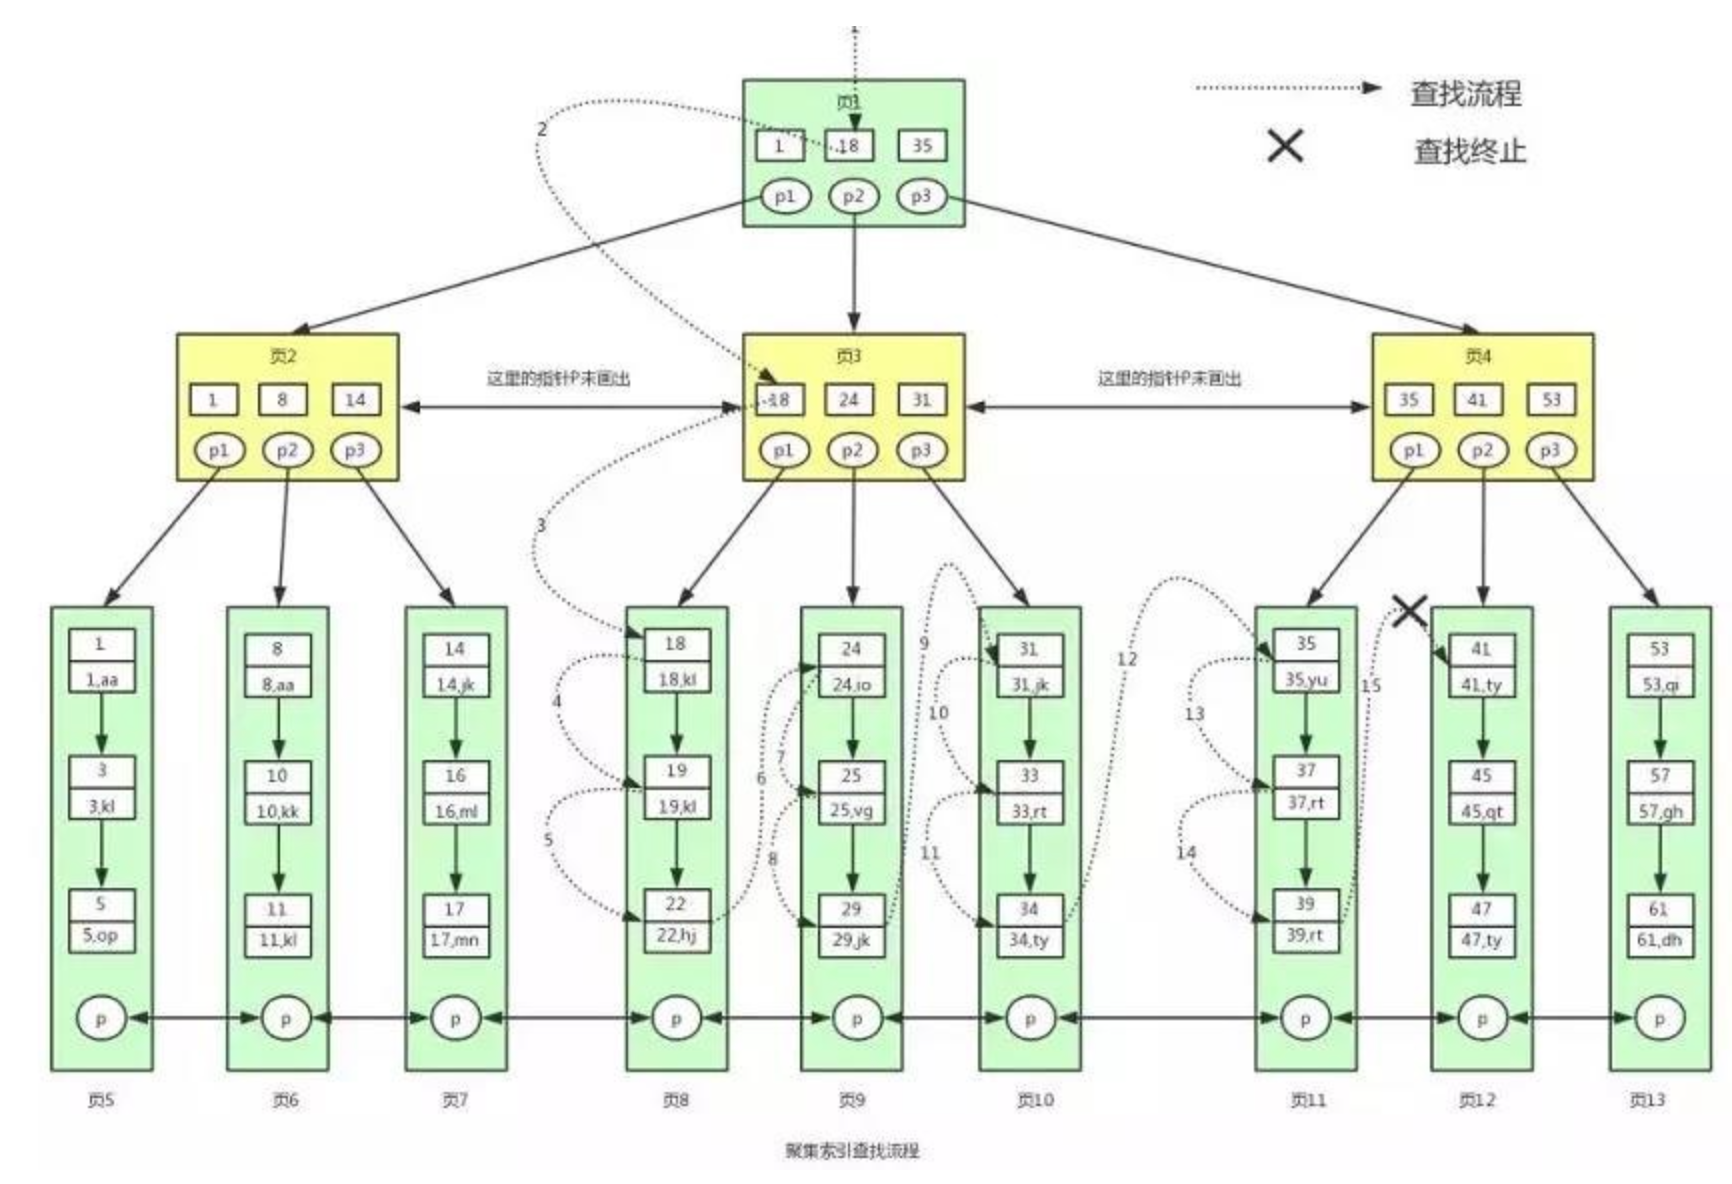 1
页1
查找流程
2
1 18 35
查找终止
p1 p2 p3
页2
页3
页4
这里的指针P未画出
这里的指针P未画出
1 8 14
18 24 31
35 41 53
p1 p2 p3
p1 p2 p3
p1 p2 p3
3
1
1,aa
3
3,kl
5
5,op
p
8
8,aa
10
10,kk
11
11,kl
p
14
14,jk
16
16,ml
17
17,mn
p
18
18,kl
4
19
19,kl
5
22
22,hj
p
6
24
24,io
7
25
25,vg
8
29
29,jk
p
9
31
31,jk
10
33
33,rt
11
34
34,ty
p
12
35
35,yu
13
37
37,rt
14
39
39,rt
p
15
41
41,ty
45
45,qt
47
47,ty
p
53
53,qi
57
57,gh
61
61,dh
p
页5 页6 页7 页8 页9 页10 页11 页12 页13
聚集索引查找流程